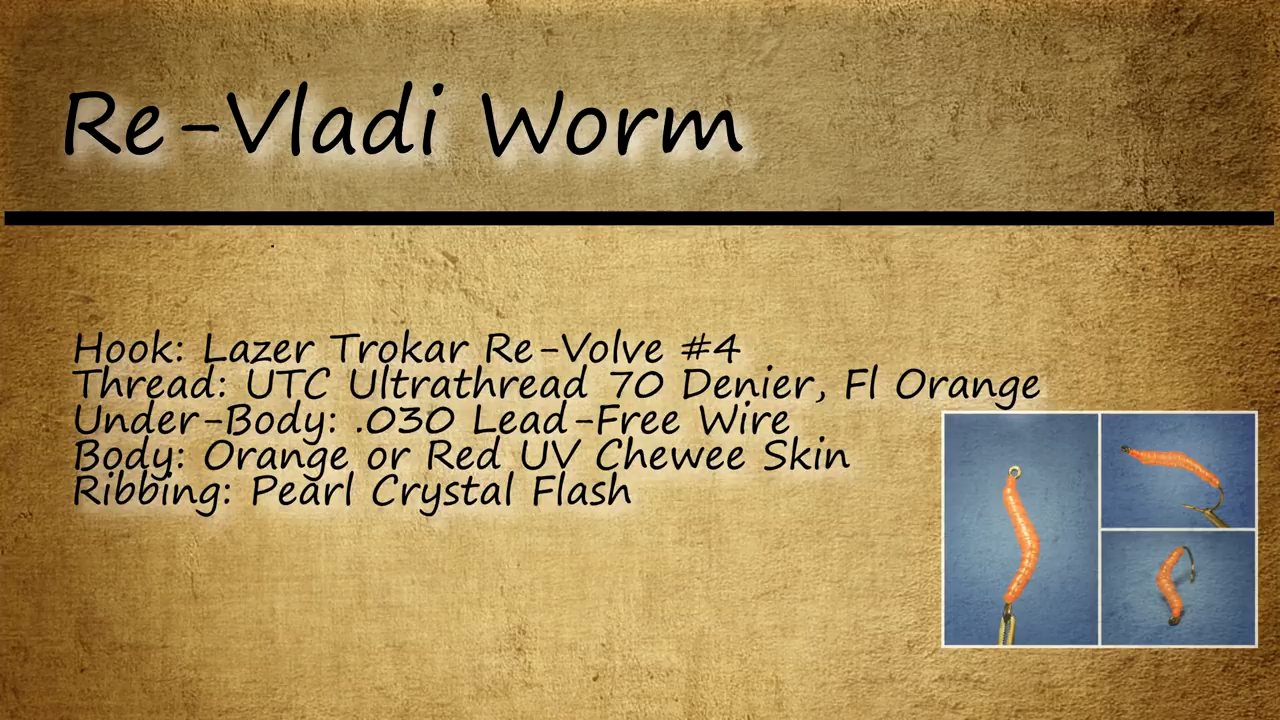 Re-Vladi Worm
Hook: Lazer Trokar Re-Volve #4
Thread: UTC Ultrathread 70 Denier, Fl Orange
Under-Body: .030 Lead-Free Wire
Body: Orange or Red UV Chewee Skin
Ribbing: Pearl Crystal Flash